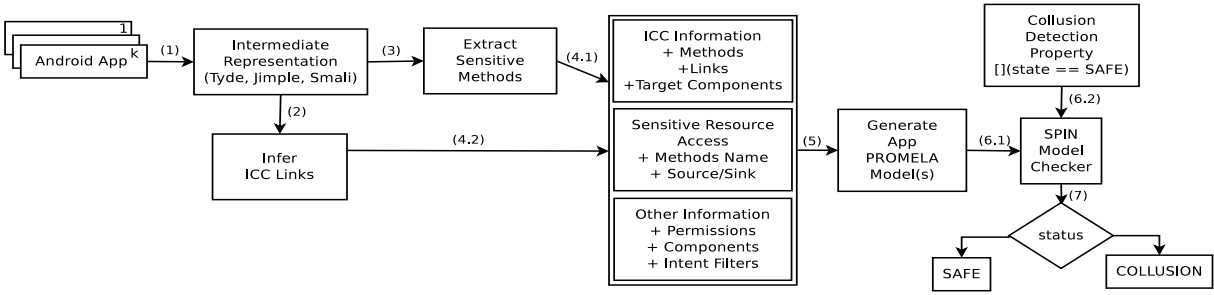 1
k
Android App
(1)
Intermediate
Representation
(Tyde, Jimple, Smali)
(2)
Infer
ICC Links
(3)
Extract
Sensitive
Methods
(4.1)
(4.2)
ICC Information
+ Methods
+Links
+Target Components
Sensitive Resource
Access
+ Methods Name
+ Source/Sink
Other Information
+ Permissions
+ Components
+ Intent Filters
(5)
Generate
App
PROMELA
Model(s)
(6.1)
Collusion
Detection
Property
[](state == SAFE)
(6.2)
SPIN
Model
Checker
(7)
status
SAFE
COLLUSION